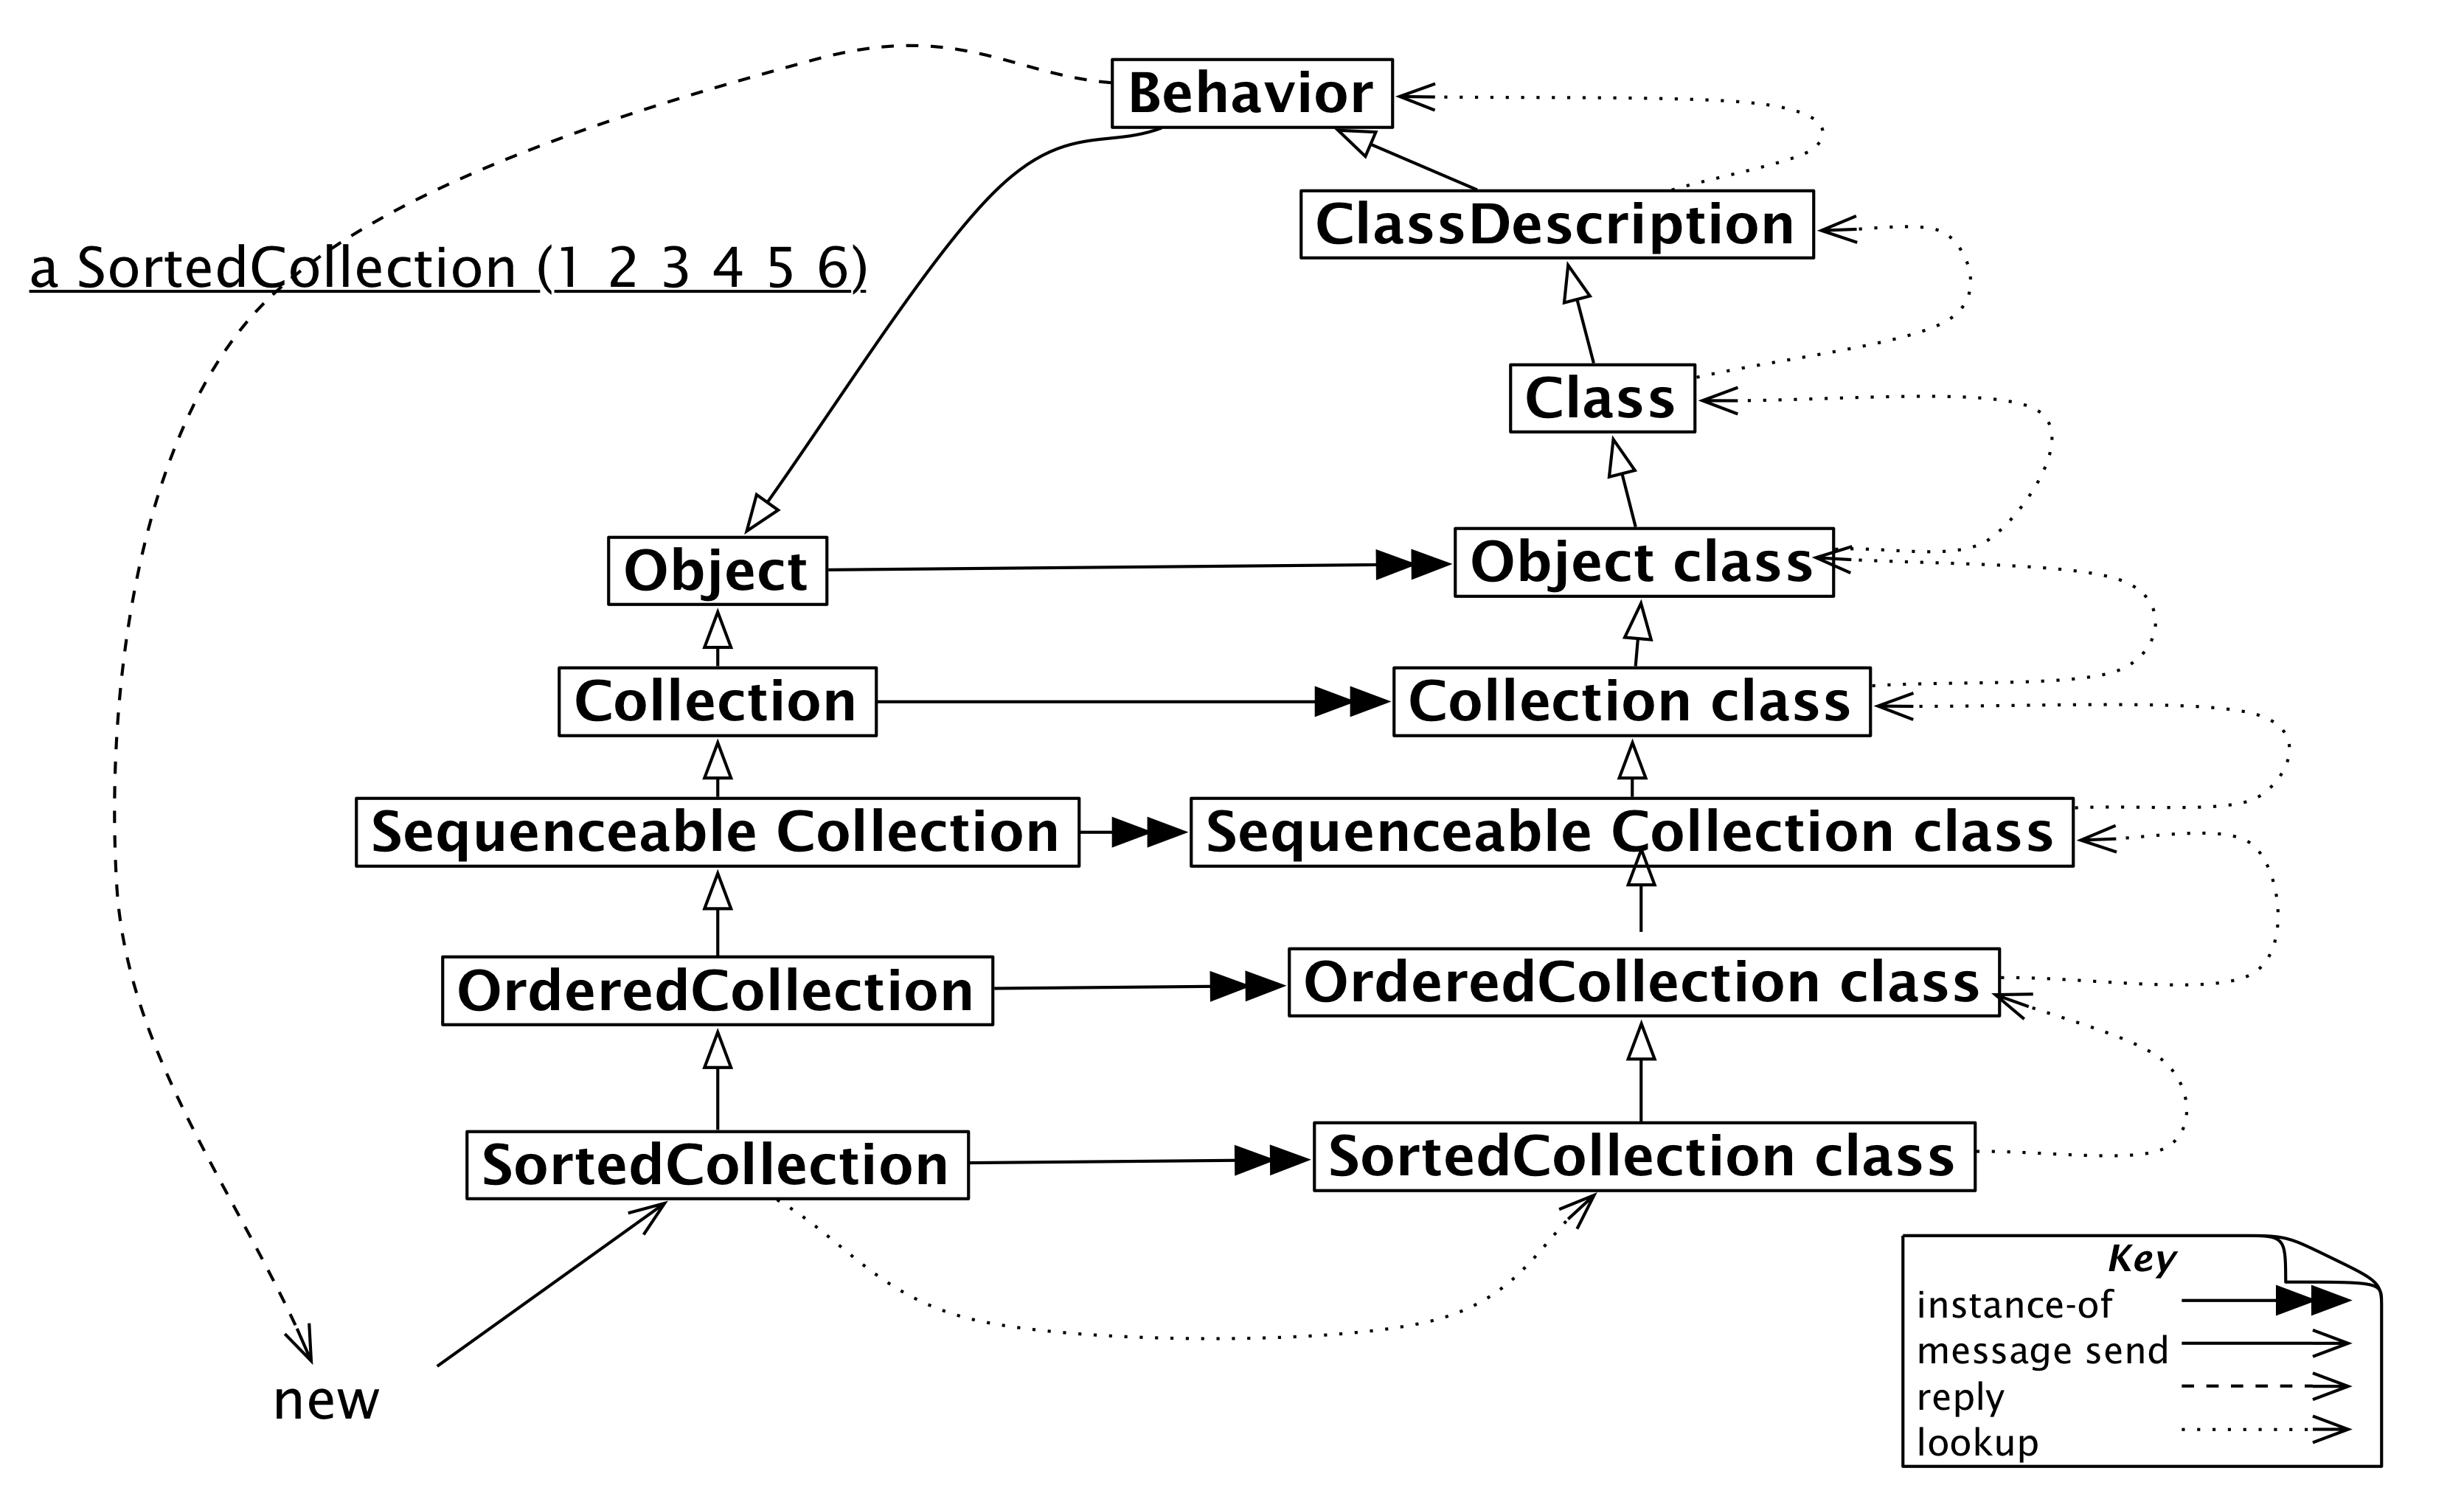 Behavior
ClassDescription
a SortedCollection (1 2 3 4 5 6)
Class
Object
Object class
Collection
Collection class
Sequenceable Collection
Sequenceable Collection class
OrderedCollection
OrderedCollection class
SortedCollection
SortedCollection class
new
Key
instance-of
message send
reply
lookup